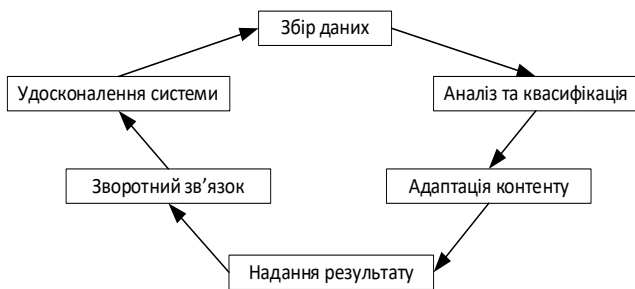 Збір даних
Удосконалення системи
Аналіз та квасифікація
Зворотний зв’язок
Адаптація контенту
Надання результату